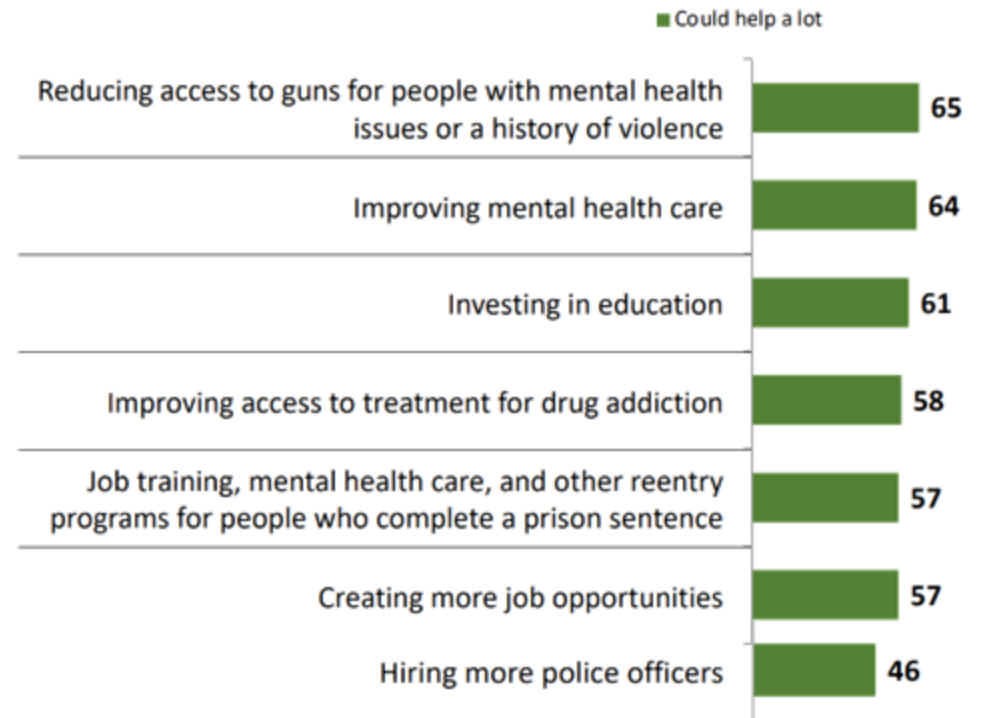 Could help a lot
Reducing access to guns for people with mental health
issues or a history of violence
65
Improving mental health care
64
Investing in education
61
Improving access to treatment for drug addiction
58
Job training, mental health care, and other reentry
programs for people who complete a prison sentence
57
Creating more job opportunities
57
Hiring more police officers
46